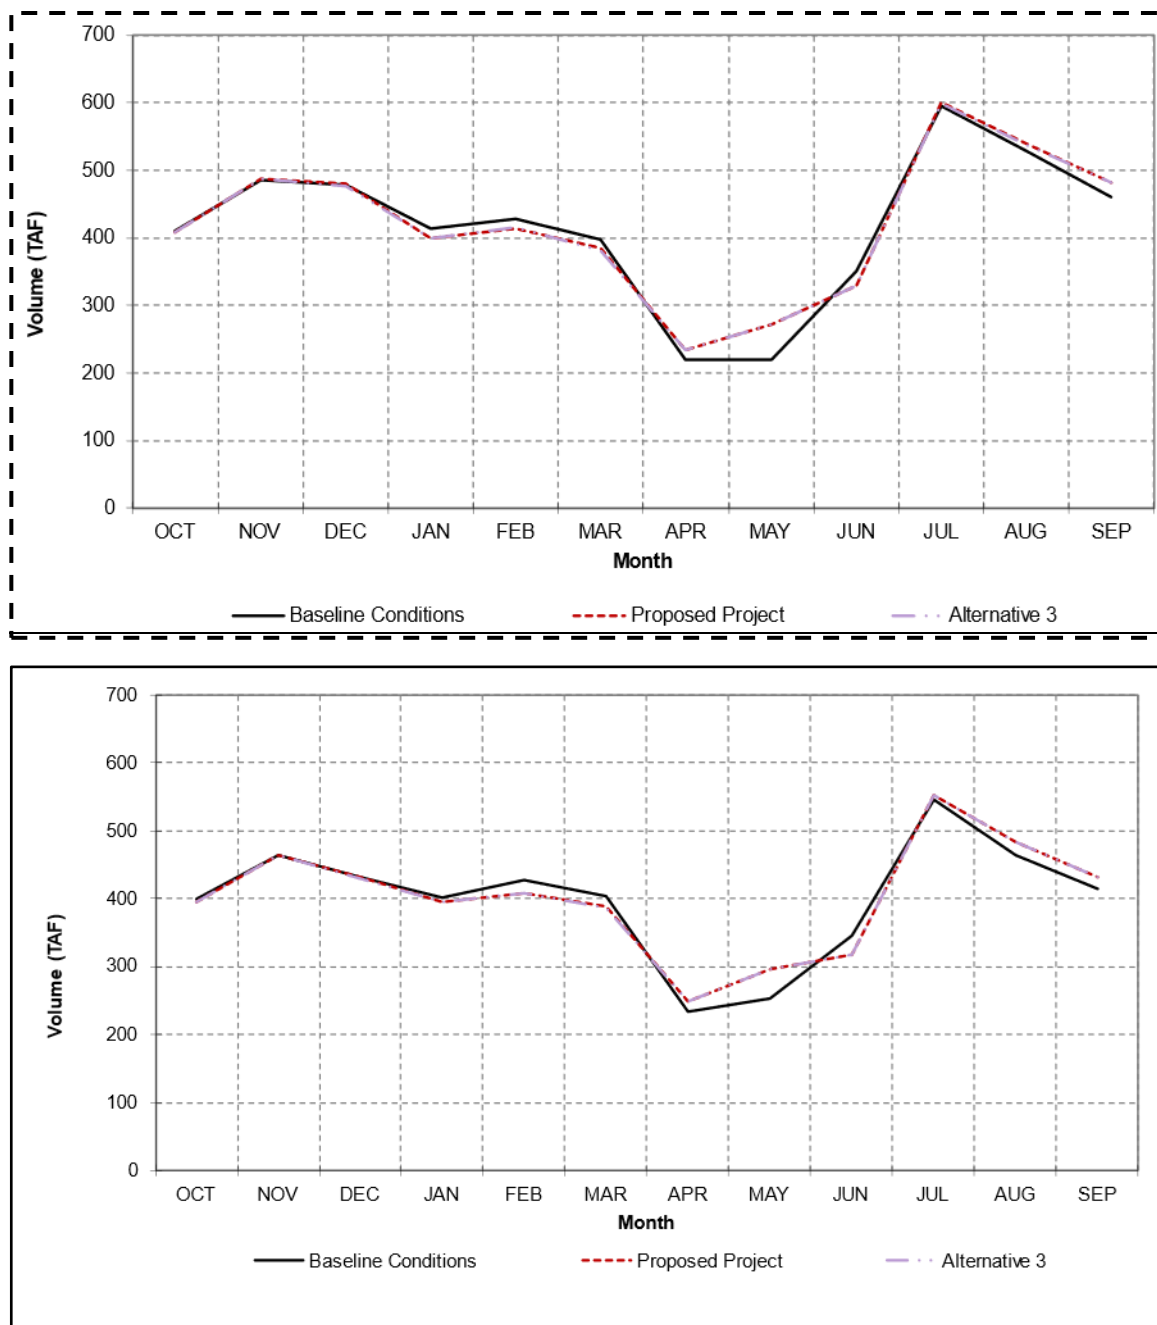 700
600
500
400
300
200
100
0
Volume (TAF)
OCT NOV DEC JAN FEB MAR APR MAY JUN JUL AUG SEP
Month
Baseline Conditions Proposed Project Alternative 3
700
600
500
400
300
200
100
0
Volume (TAF)
OCT NOV DEC JAN FEB MAR APR MAY JUN JUL AUG SEP
Month
Baseline Conditions Proposed Project Alternative 3